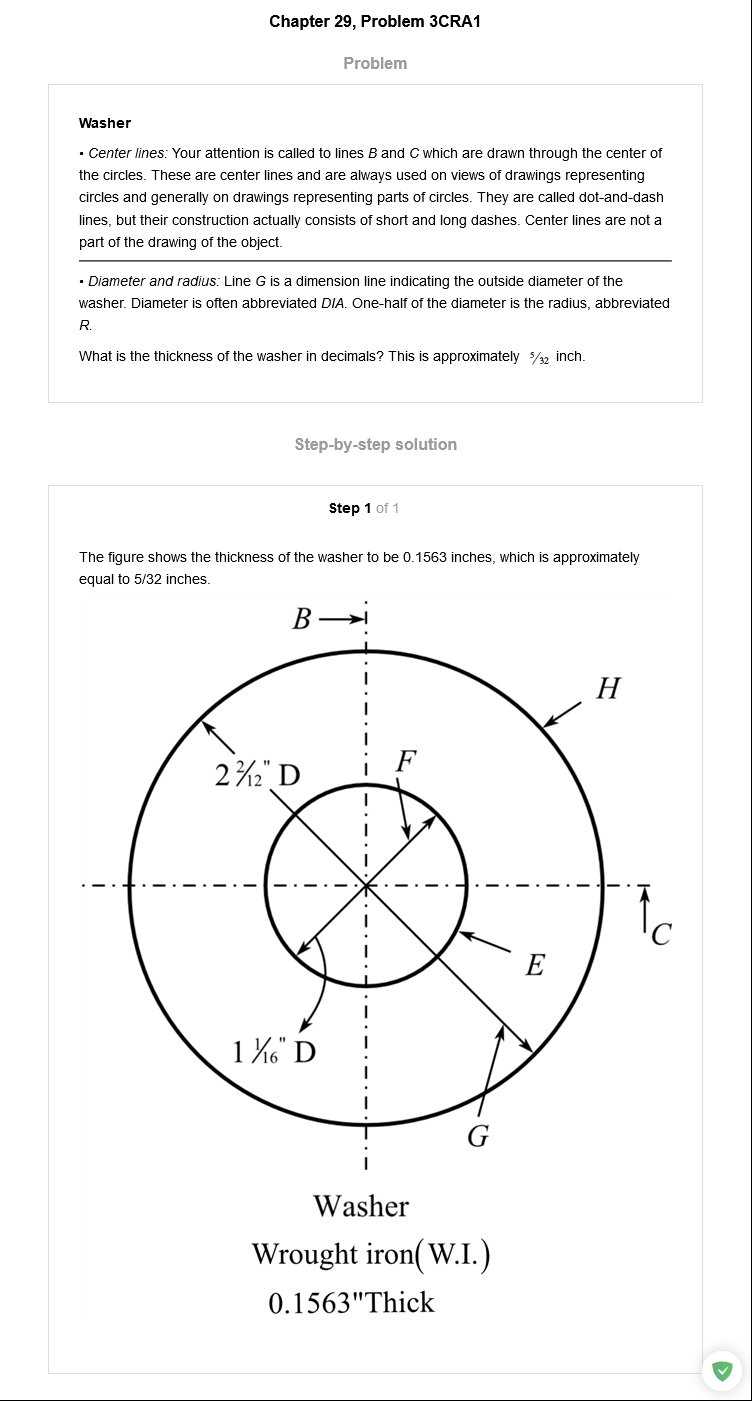 Chapter 29, Problem 3CRA1
Problem
Washer
• Center lines: Your attention is called to lines B and C which are drawn through the center of
the circles. These are center lines and are always used on views of drawings representing
circles and generally on drawings representing parts of circles. They are called dot-and-dash
lines, but their construction actually consists of short and long dashes. Center lines are not a
part of the drawing of the object.
• Diameter and radius: Line G is a dimension line indicating the outside diameter of the
washer. Diameter is often abbreviated DIA. One-half of the diameter is the radius, abbreviated
R.
What is the thickness of the washer in decimals? This is approximately 5/32 inch.
Step-by-step solution
Step 1 of 1
The figure shows the thickness of the washer to be 0.1563 inches, which is approximately
equal to 5/32 inches.
B
H
F
2 2/12" D
C
E
1 1/16" D
G
Washer
Wrought iron(W.I.)
0.1563"Thick